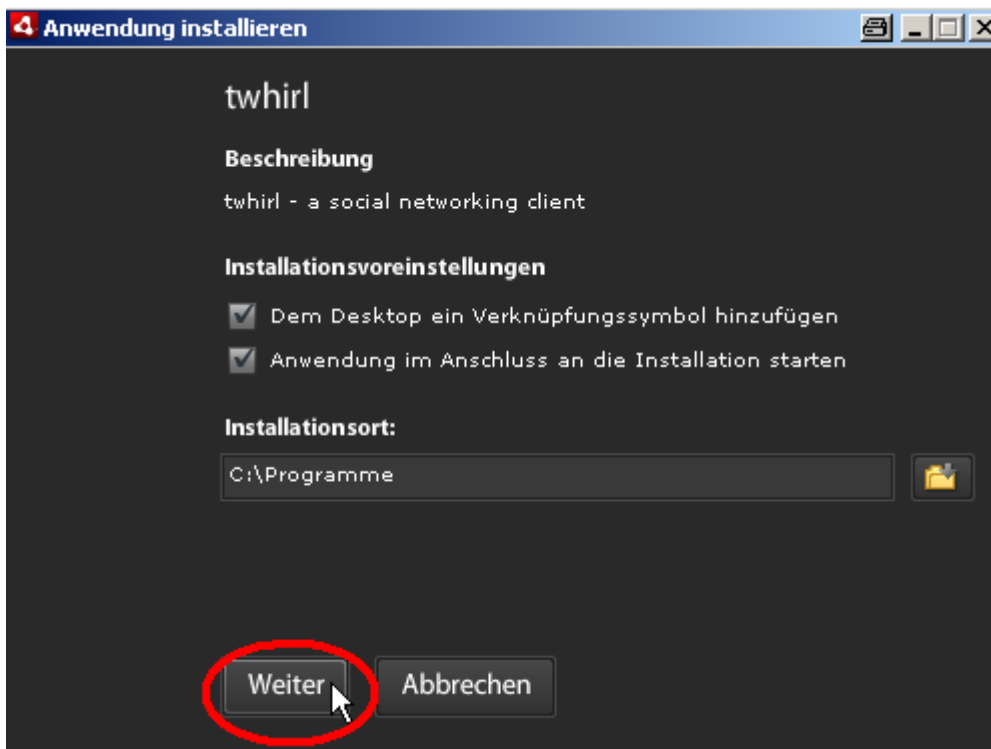 Anwendung installieren
twhirl
Beschreibung
twhirl - a social networking client
Installationsvoreinstellungen
Dem Desktop ein Verknüpfungssymbol hinzufügen
Anwendung im Anschluss an die Installation starten
Installationsort:
C:\Programme
Weiter
Abbrechen